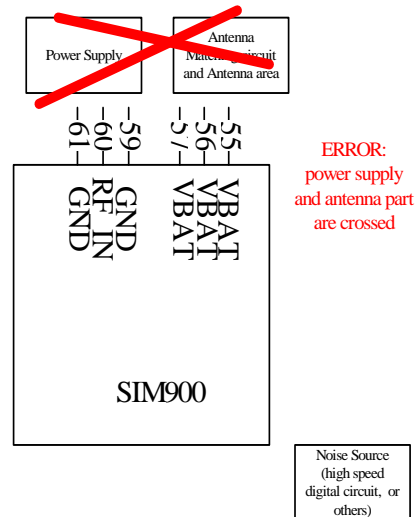 Power Supply
Antenna
Matching circuit
and Antenna area
61
60
59
57
56
55
GND
RF IN
GND
VBAT
VBAT
VBAT
ERROR:
power supply
and antenna part
are crossed
SIM900
Noise Source
(high speed
digital circuit, or
others)